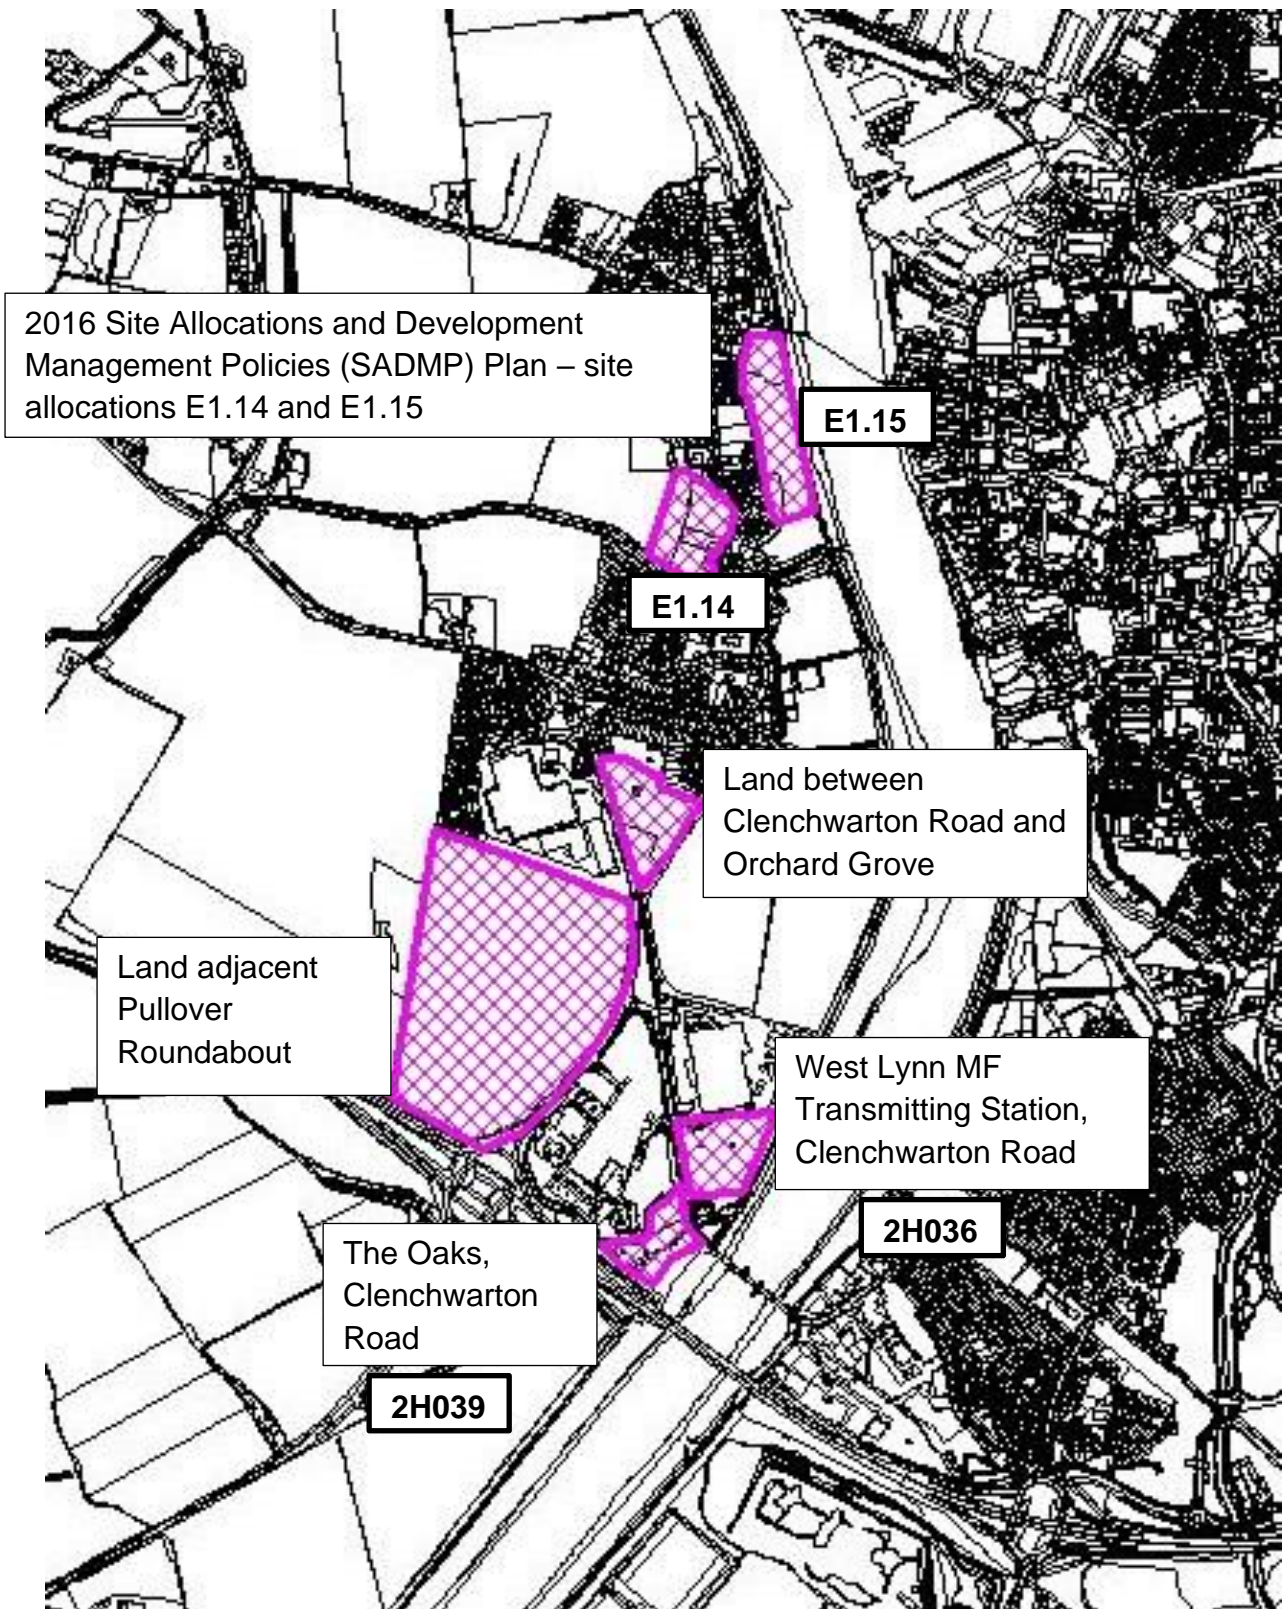 2016 Site Allocations and Development
Management Policies (SADMP) Plan – site
allocations E1.14 and E1.15
E1.15
E1.14
Land between
Clenchwarton Road and
Orchard Grove
Land adjacent
Pullover
Roundabout
West Lynn MF
Transmitting Station,
Clenchwarton Road
2H036
The Oaks,
Clenchwarton
Road
2H039